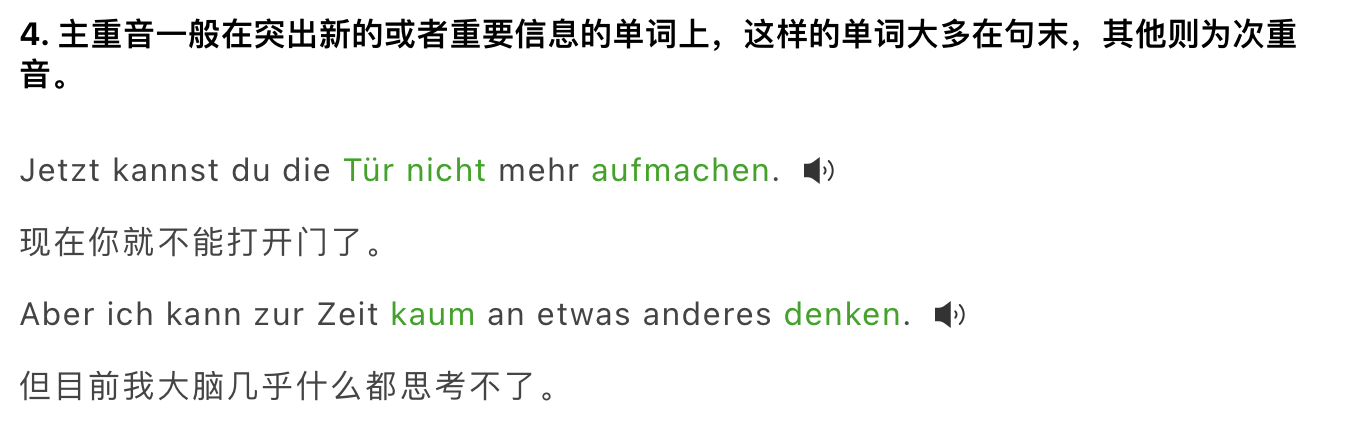 4. 主重音一般在突出新的或者重要信息的单词上，这样的单词大多在句末，其他则为次重
音。
Jetzt kannst du die Tür nicht mehr aufmachen.
现在你就不能打开门了。
Aber ich kann zur Zeit kaum an etwas anderes denken.
但目前我大脑几乎什么都思考不了。